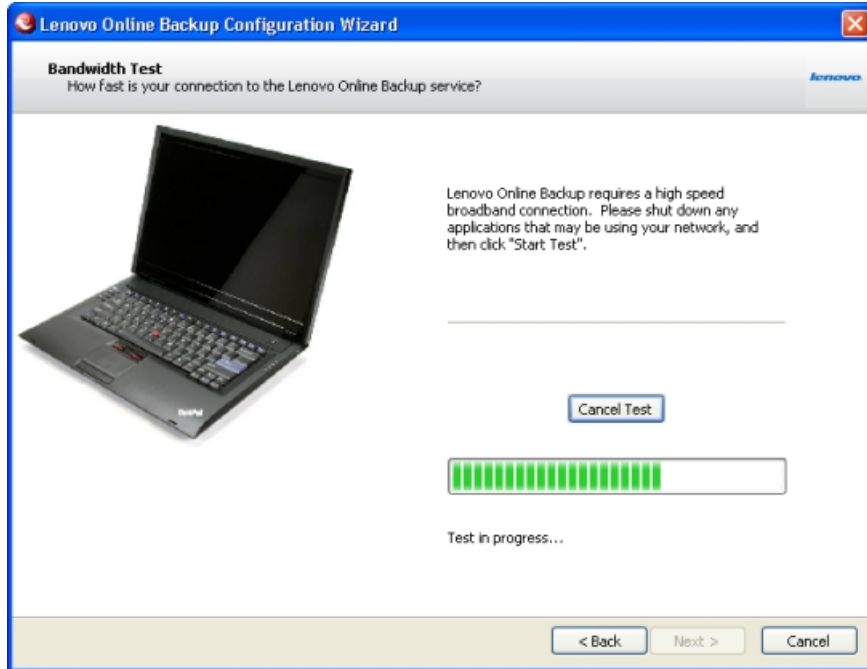 Lenovo Online Backup Configuration Wizard
Bandwidth Test
How fast is your connection to the Lenovo Online Backup service?
lenovo
Lenovo Online Backup requires a high speed
broadband connection. Please shut down any
applications that may be using your network, and
then click "Start Test".
Cancel Test
ThinkPad
Test in progress...
< Back
Next >
Cancel